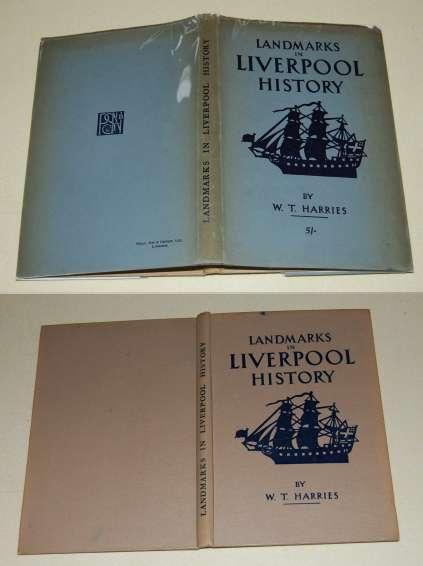 LANDMARKS
IN
LIVERPOOL
HISTORY
BY
W. T. HARRIES
5/-
LANDMARKS IN LIVERPOOL HISTORY
LANDMARKS
IN
LIVERPOOL
HISTORY
BY
W. T. HARRIES
LANDMARKS IN LIVERPOOL HISTORY